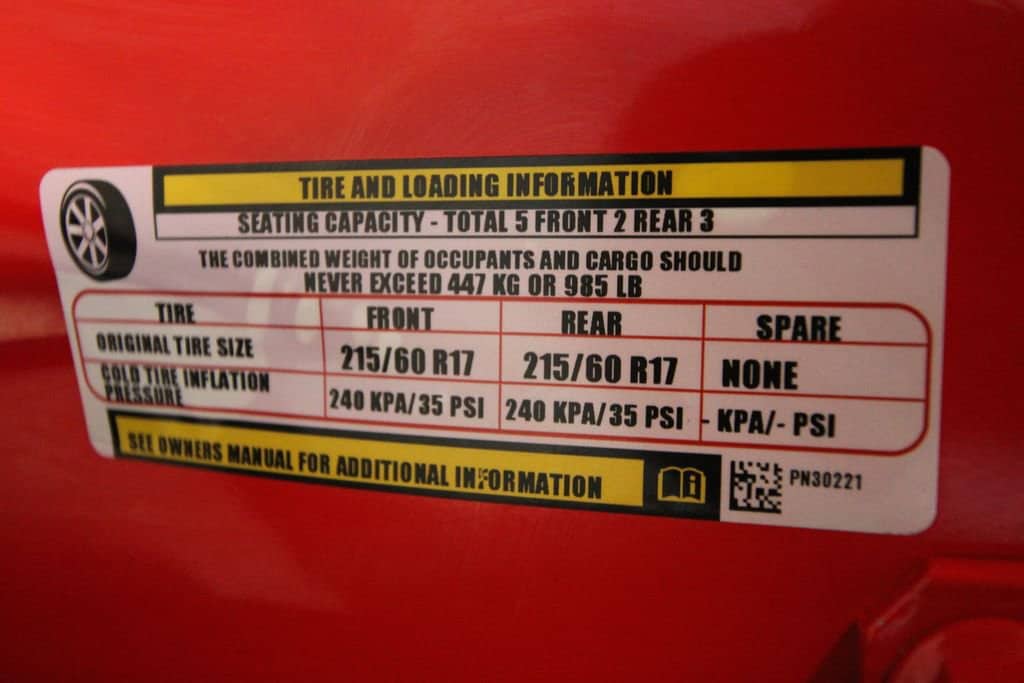 TIRE AND LOADING INFORMATION
SEATING CAPACITY - TOTAL 5 FRONT 2 REAR 3
THE COMBINED WEIGHT OF OCCUPANTS AND CARGO SHOULD
NEVER EXCEED 447 KG OR 985 LB
TIRE FRONT REAR SPARE
ORIGINAL TIRE SIZE 215/60 R17 215/60 R17 NONE
COLD TIRE INFLATION
PRESSURE 240 KPA/35 PSI 240 KPA/35 PSI - KPA/- PSI
SEE OWNERS MANUAL FOR ADDITIONAL INFORMATION
PN30221